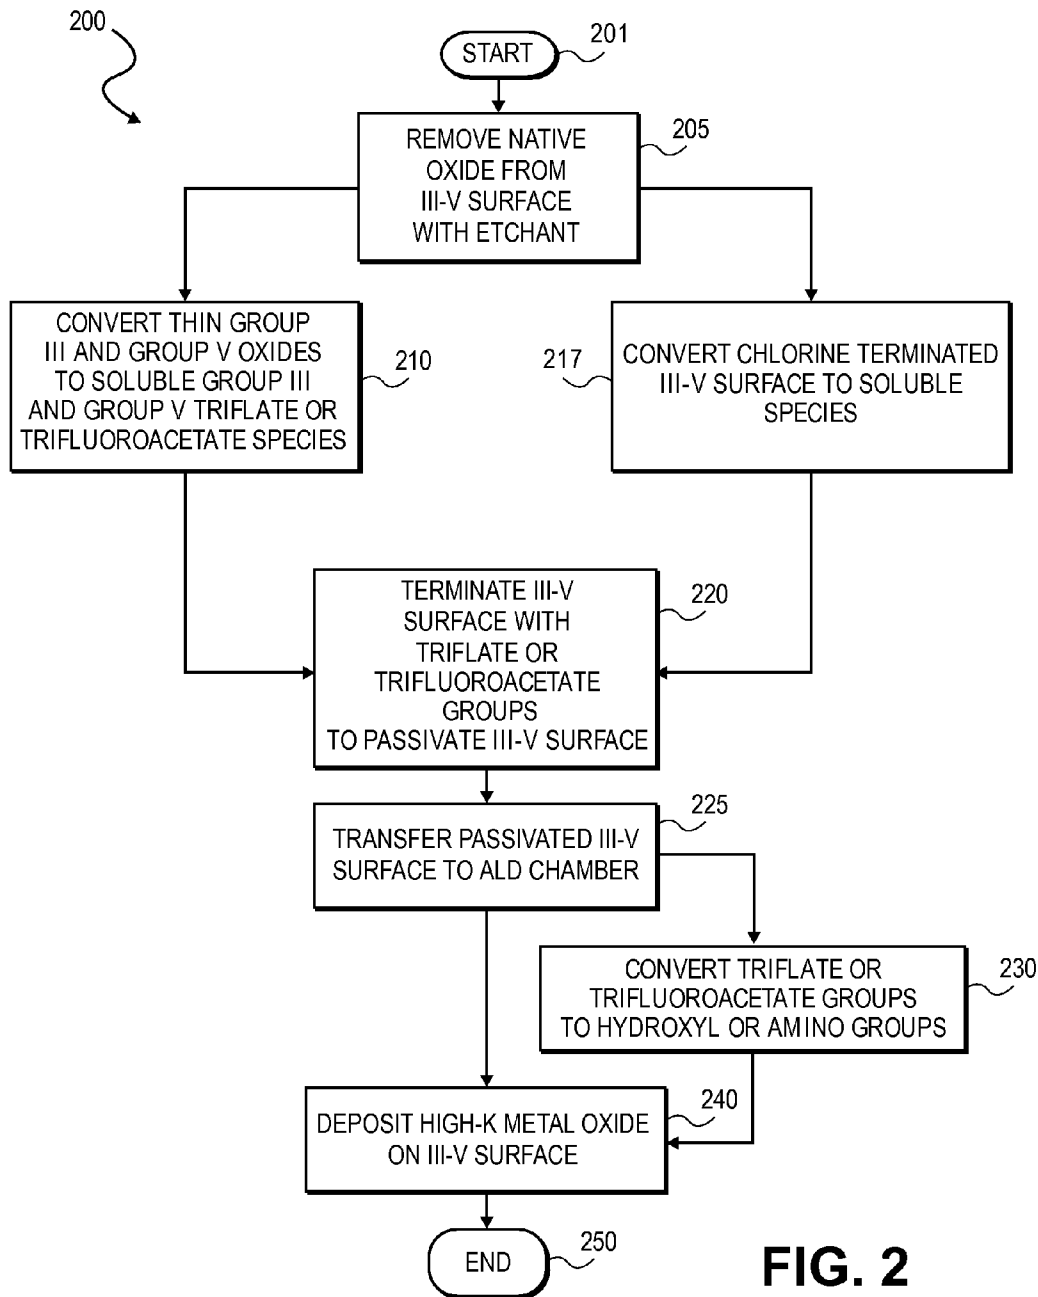 200
START
201
REMOVE NATIVE
OXIDE FROM
III-V SURFACE
WITH ETCHANT
205
CONVERT THIN GROUP
III AND GROUP V OXIDES
TO SOLUBLE GROUP III
AND GROUP V TRIFLATE OR
TRIFLUOROACETATE SPECIES
210
217
CONVERT CHLORINE TERMINATED
III-V SURFACE TO SOLUBLE
SPECIES
TERMINATE III-V
SURFACE WITH
TRIFLATE OR
TRIFLUOROACETATE
GROUPS
TO PASSIVATE III-V SURFACE
220
TRANSFER PASSIVATED III-V
SURFACE TO ALD CHAMBER
225
CONVERT TRIFLATE OR
TRIFLUOROACETATE GROUPS
TO HYDROXYL OR AMINO GROUPS
230
DEPOSIT HIGH-K METAL OXIDE
ON III-V SURFACE
240
END
250
FIG. 2